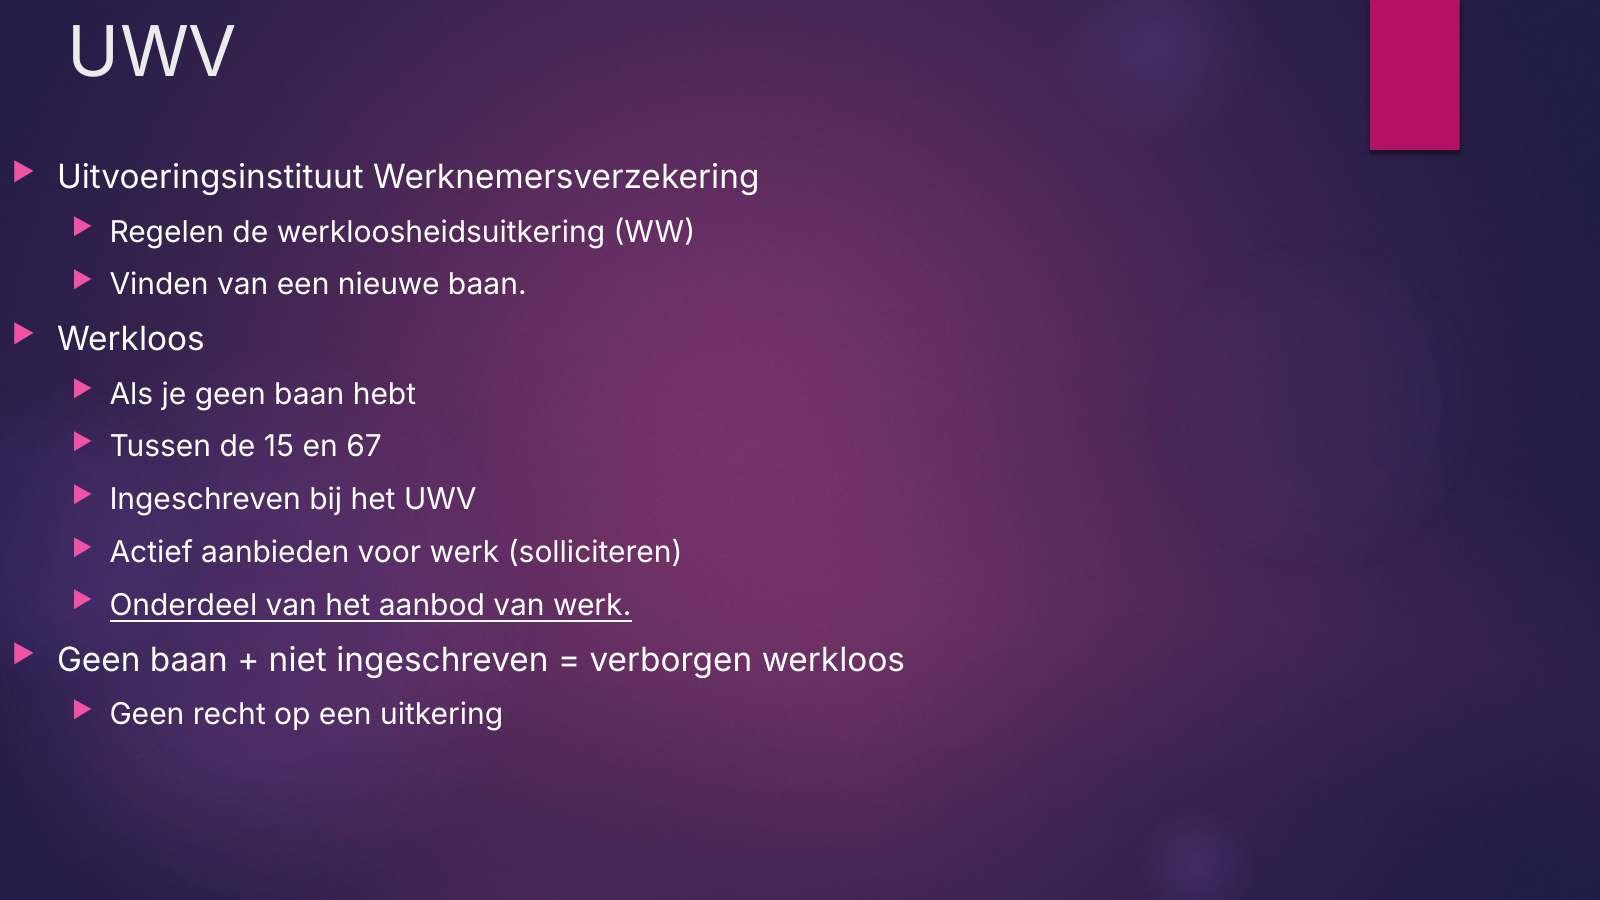 UWV
Uitvoeringsinstituut Werknemersverzekering
Regelen de werkloosheidsuitkering (WW)
Vinden van een nieuwe baan.
Werkloos
Als je geen baan hebt
Tussen de 15 en 67
Ingeschreven bij het UWV
Actief aanbieden voor werk (solliciteren)
Onderdeel van het aanbod van werk.
Geen baan + niet ingeschreven = verborgen werkloos
Geen recht op een uitkering